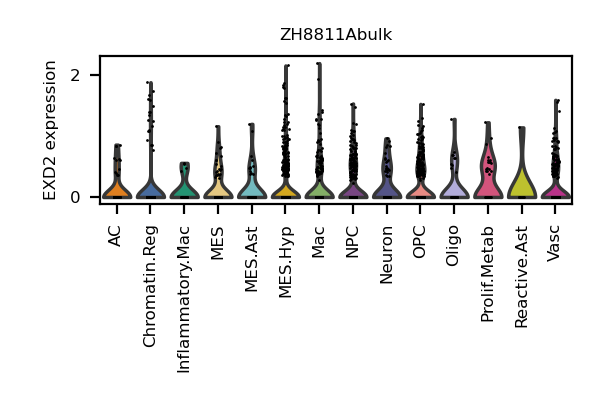 ZH8811Abulk
EXD2 expression
2
0
AC
Chromatin.Reg
Inflammatory.Mac
MES
MES.Ast
MES.Hyp
Mac
NPC
Neuron
OPC
Oligo
Prolif.Metab
Reactive.Ast
Vasc